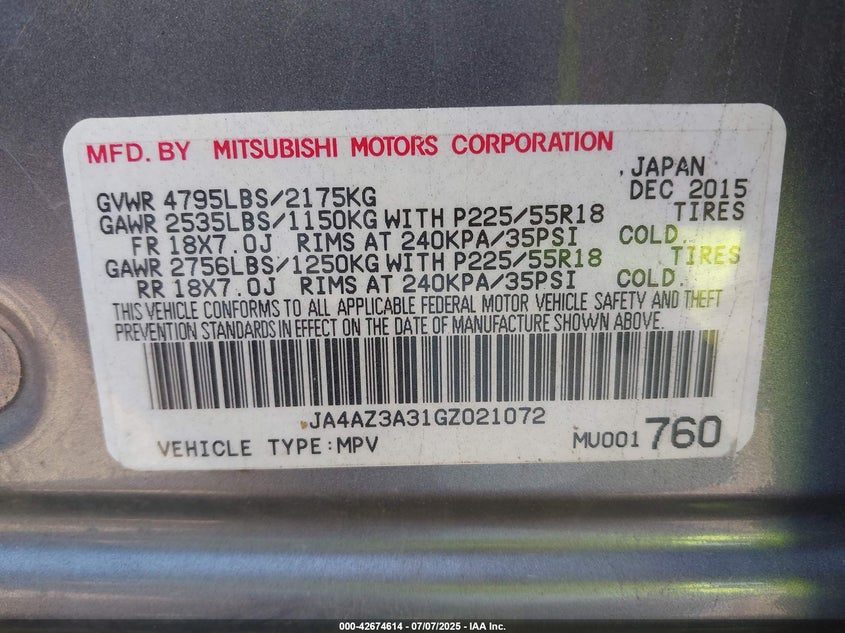 MFD. BY MITSUBISHI MOTORS CORPORATION
JAPAN
GVWR 4795LBS/2175KG DEC 2015
GAWR 2535LBS/1150KG WITH P225/55R18 TIRES
FR 18X7.0J RIMS AT 240KPA/35PSI COLD.
GAWR 2756LBS/1250KG WITH P225/55R18 TIRES
RR 18X7.0J RIMS AT 240KPA/35PSI COLD.
THIS VEHICLE CONFORMS TO ALL APPLICABLE FEDERAL MOTOR VEHICLE SAFETY AND THEFT
PREVENTION STANDARDS IN EFFECT ON THE DATE OF MANUFACTURE SHOWN ABOVE.
JA4AZ3A31GZ021072
VEHICLE TYPE:MPV MU001760
000-42674614 - 07/07/2025 - IAA Inc.